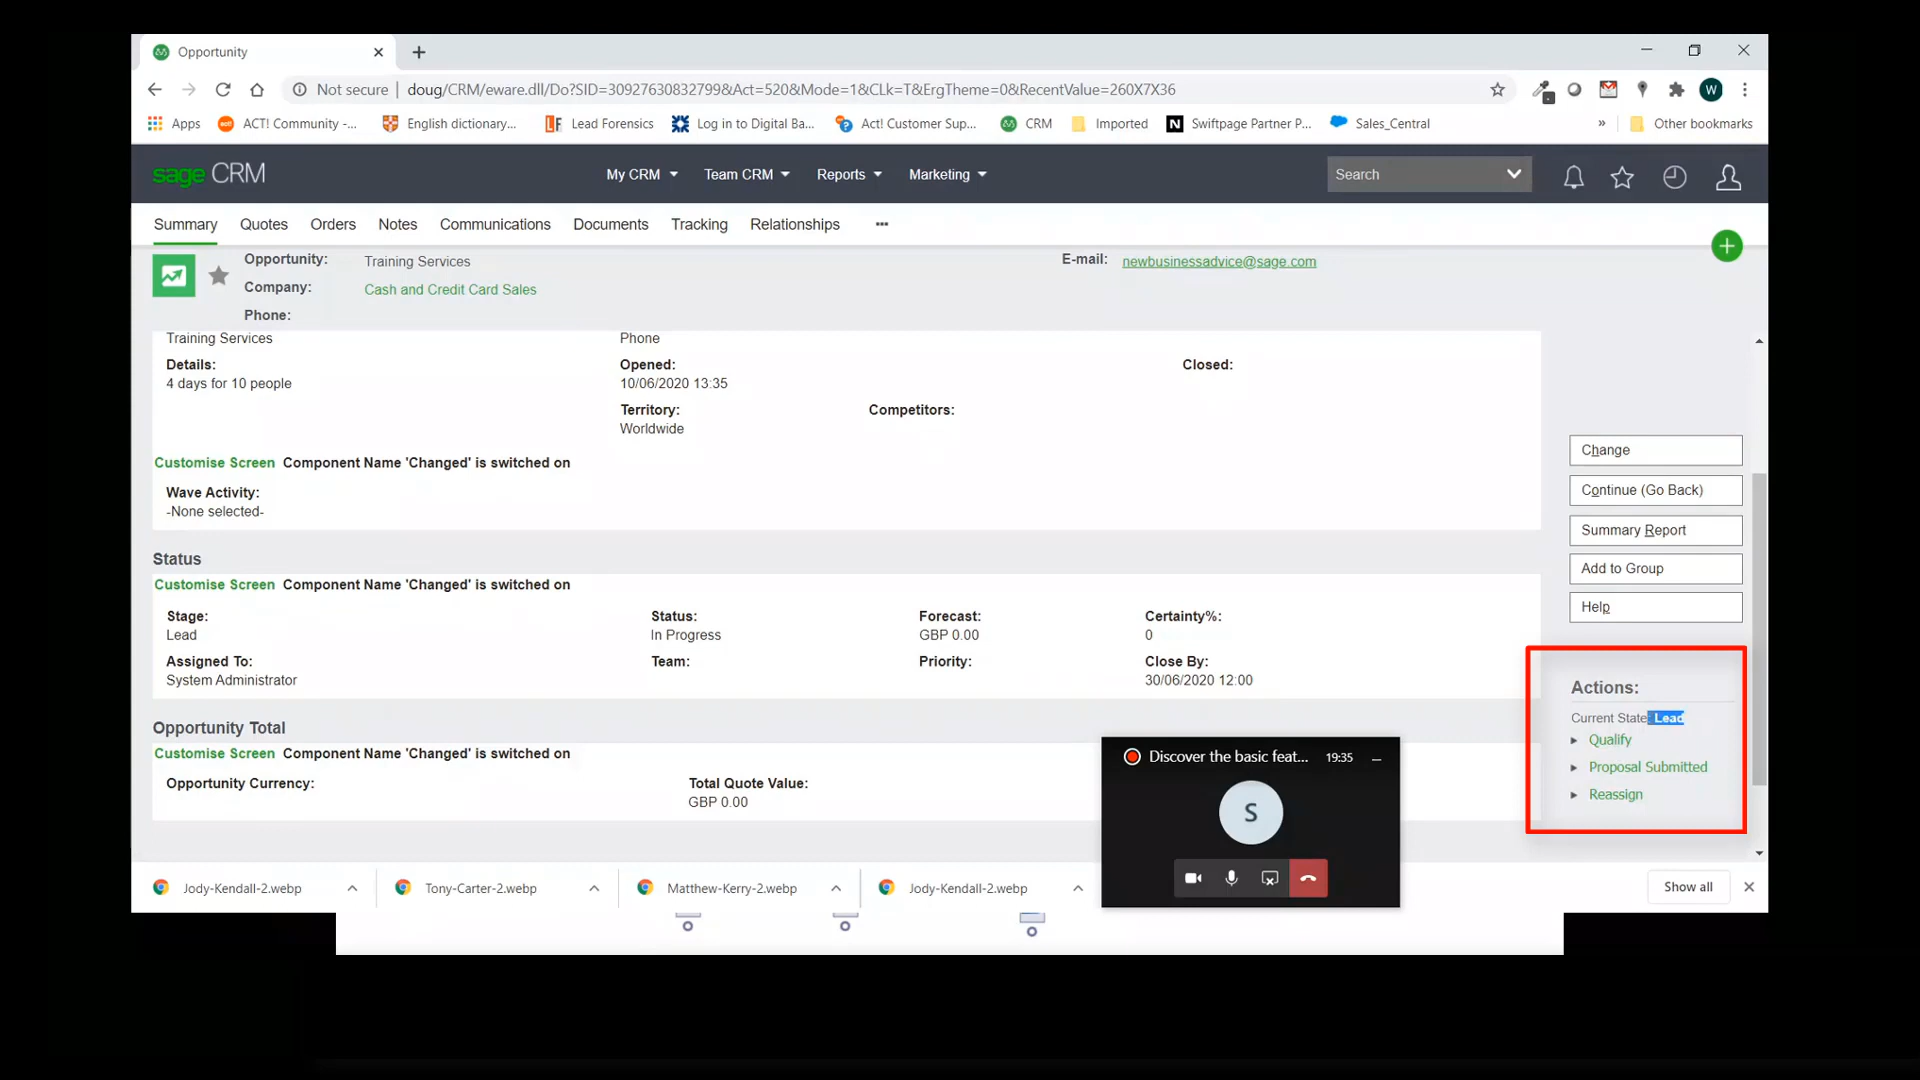 Opportunity
Not secure | doug/CRM/eware.dll/Do?SID=30927630832799&Act=520&Mode=1&CLk=T&ErgTheme=0&RecentValue=260X7X36
W
Apps ACT! Community -... English dictionary... LF Lead Forensics Log in to Digital Ba... Act! Customer Sup... CRM Imported N Swiftpage Partner P... Sales_Central » Other bookmarks
sage CRM My CRM Team CRM Reports Marketing Search
Summary Quotes Orders Notes Communications Documents Tracking Relationships ...
Opportunity: Training Services E-mail: newbusinessadvice@sage.com
Company: Cash and Credit Card Sales
Phone:
Training Services Phone
Details: Opened: Closed:
4 days for 10 people 10/06/2020 13:35
Territory: Competitors:
Worldwide
Customise Screen Component Name 'Changed' is switched on
Wave Activity:
-None selected-
Change
Continue (Go Back)
Summary Report
Add to Group
Help
Status
Customise Screen Component Name 'Changed' is switched on
Stage: Status: Forecast: Certainty%:
Lead In Progress GBP 0.00 0
Assigned To: Team: Priority: Close By:
System Administrator 30/06/2020 12:00
Actions:
Current State: Lead
Qualify
Proposal Submitted
Reassign
Opportunity Total
Customise Screen Component Name 'Changed' is switched on
Opportunity Currency: Total Quote Value:
GBP 0.00
Discover the basic feat... 19:35
S
Jody-Kendall-2.webp Tony-Carter-2.webp Matthew-Kerry-2.webp Jody-Kendall-2.webp Show all